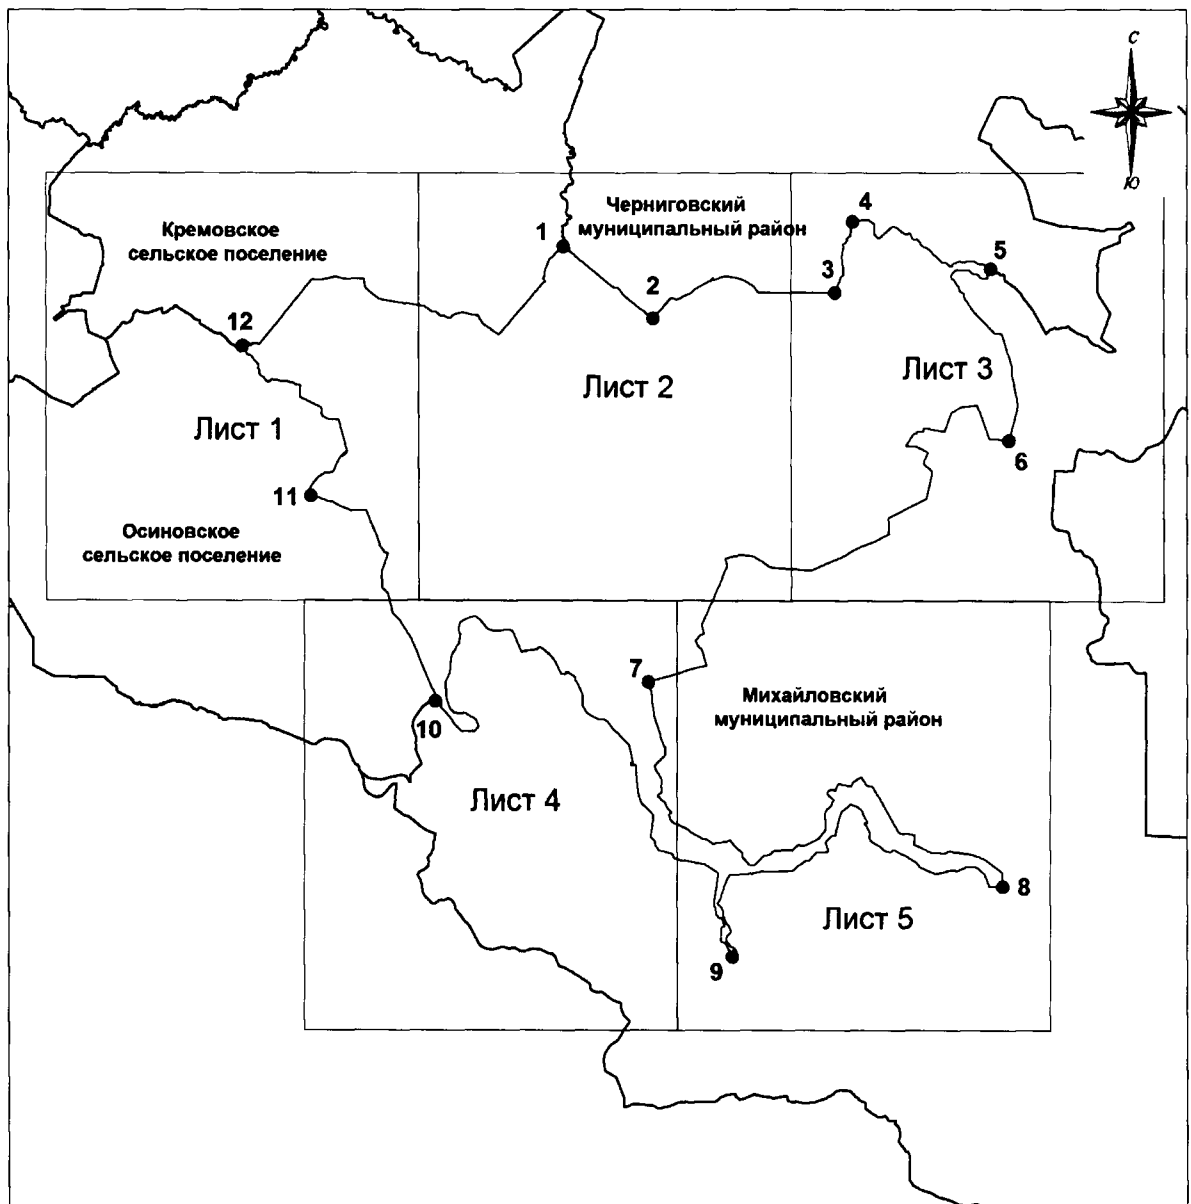 С
Ю
Кремовское
сельское поселение
Черниговский
муниципальный район
1
2
3
4
5
12
Лист 1
Лист 2
Лист 3
6
11
Осиновское
сельское поселение
7
10
Михайловский
муниципальный район
Лист 4
8
Лист 5
9